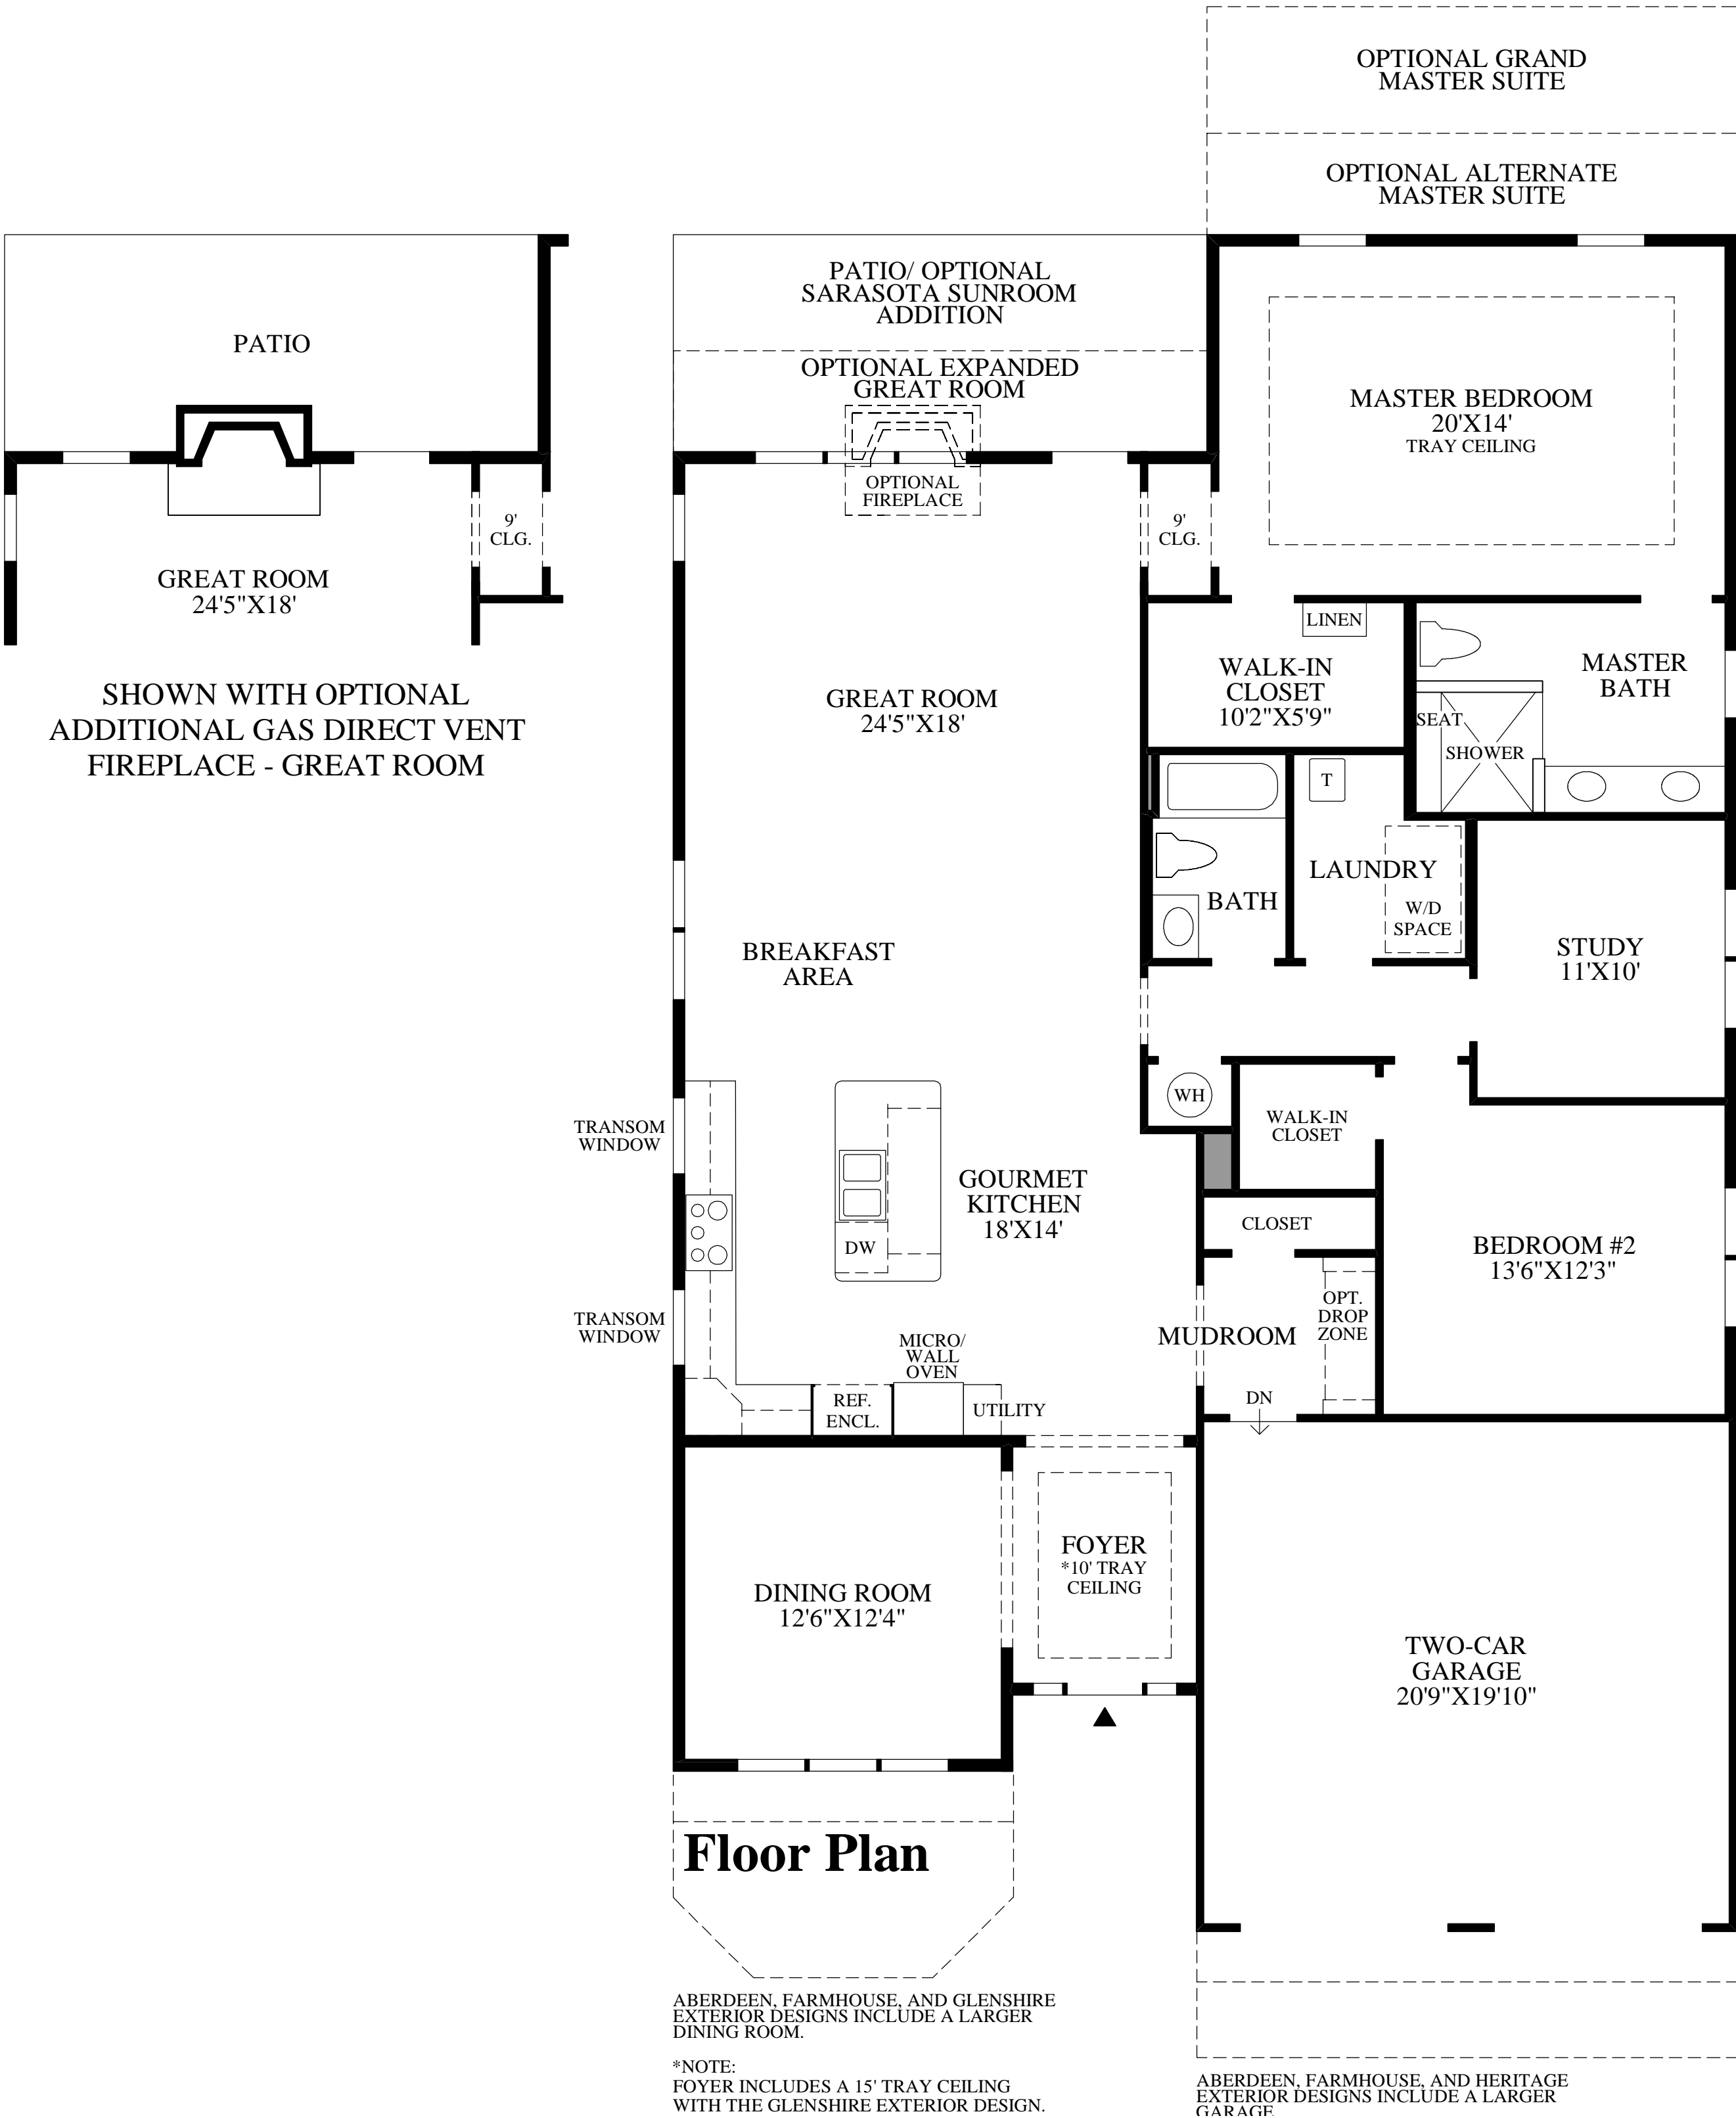 OPTIONAL GRAND
MASTER SUITE
OPTIONAL ALTERNATE
MASTER SUITE
PATIO
PATIO/ OPTIONAL
SARASOTA SUNROOM
ADDITION
OPTIONAL EXPANDED
GREAT ROOM
MASTER BEDROOM
20'X14'
TRAY CEILING
OPTIONAL
FIREPLACE
9'
CLG.
9'
CLG.
GREAT ROOM
24'5"X18'
SHOWN WITH OPTIONAL
ADDITIONAL GAS DIRECT VENT
FIREPLACE - GREAT ROOM
GREAT ROOM
24'5"X18'
LINEN
WALK-IN
CLOSET
10'2"X5'9"
MASTER
BATH
SEAT
SHOWER
T
LAUNDRY
W/D
SPACE
BATH
BREAKFAST
AREA
STUDY
11'X10'
WH
WALK-IN
CLOSET
TRANSOM
WINDOW
GOURMET
KITCHEN
18'X14'
DW
CLOSET
BEDROOM #2
13'6"X12'3"
OPT.
DROP
ZONE
MUDROOM
TRANSOM
WINDOW
MICRO/
WALL
OVEN
REF.
ENCL.
UTILITY
DN
FOYER
*10' TRAY
CEILING
DINING ROOM
12'6"X12'4"
TWO-CAR
GARAGE
20'9"X19'10"
Floor Plan
ABERDEEN, FARMHOUSE, AND GLENSHIRE
EXTERIOR DESIGNS INCLUDE A LARGER
DINING ROOM.
*NOTE:
FOYER INCLUDES A 15' TRAY CEILING
WITH THE GLENSHIRE EXTERIOR DESIGN.
ABERDEEN, FARMHOUSE, AND HERITAGE
EXTERIOR DESIGNS INCLUDE A LARGER
GARAGE